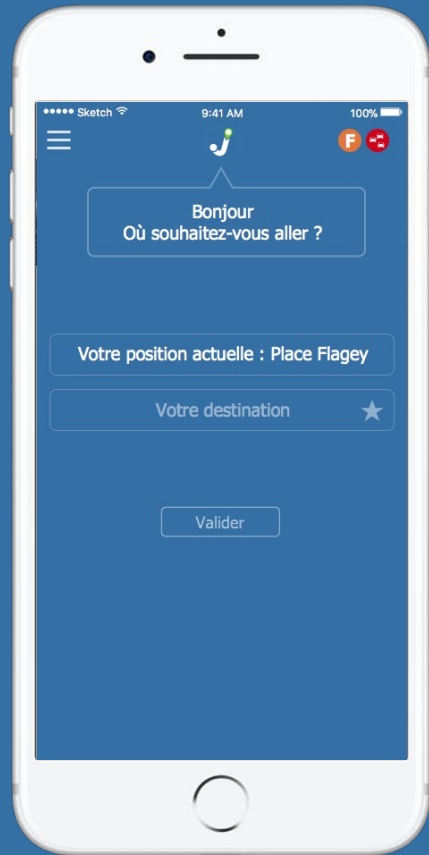 Sketch
9:41 AM
100%
F
Bonjour
Où souhaitez-vous aller ?
Votre position actuelle : Place Flagey
Votre destination
Valider